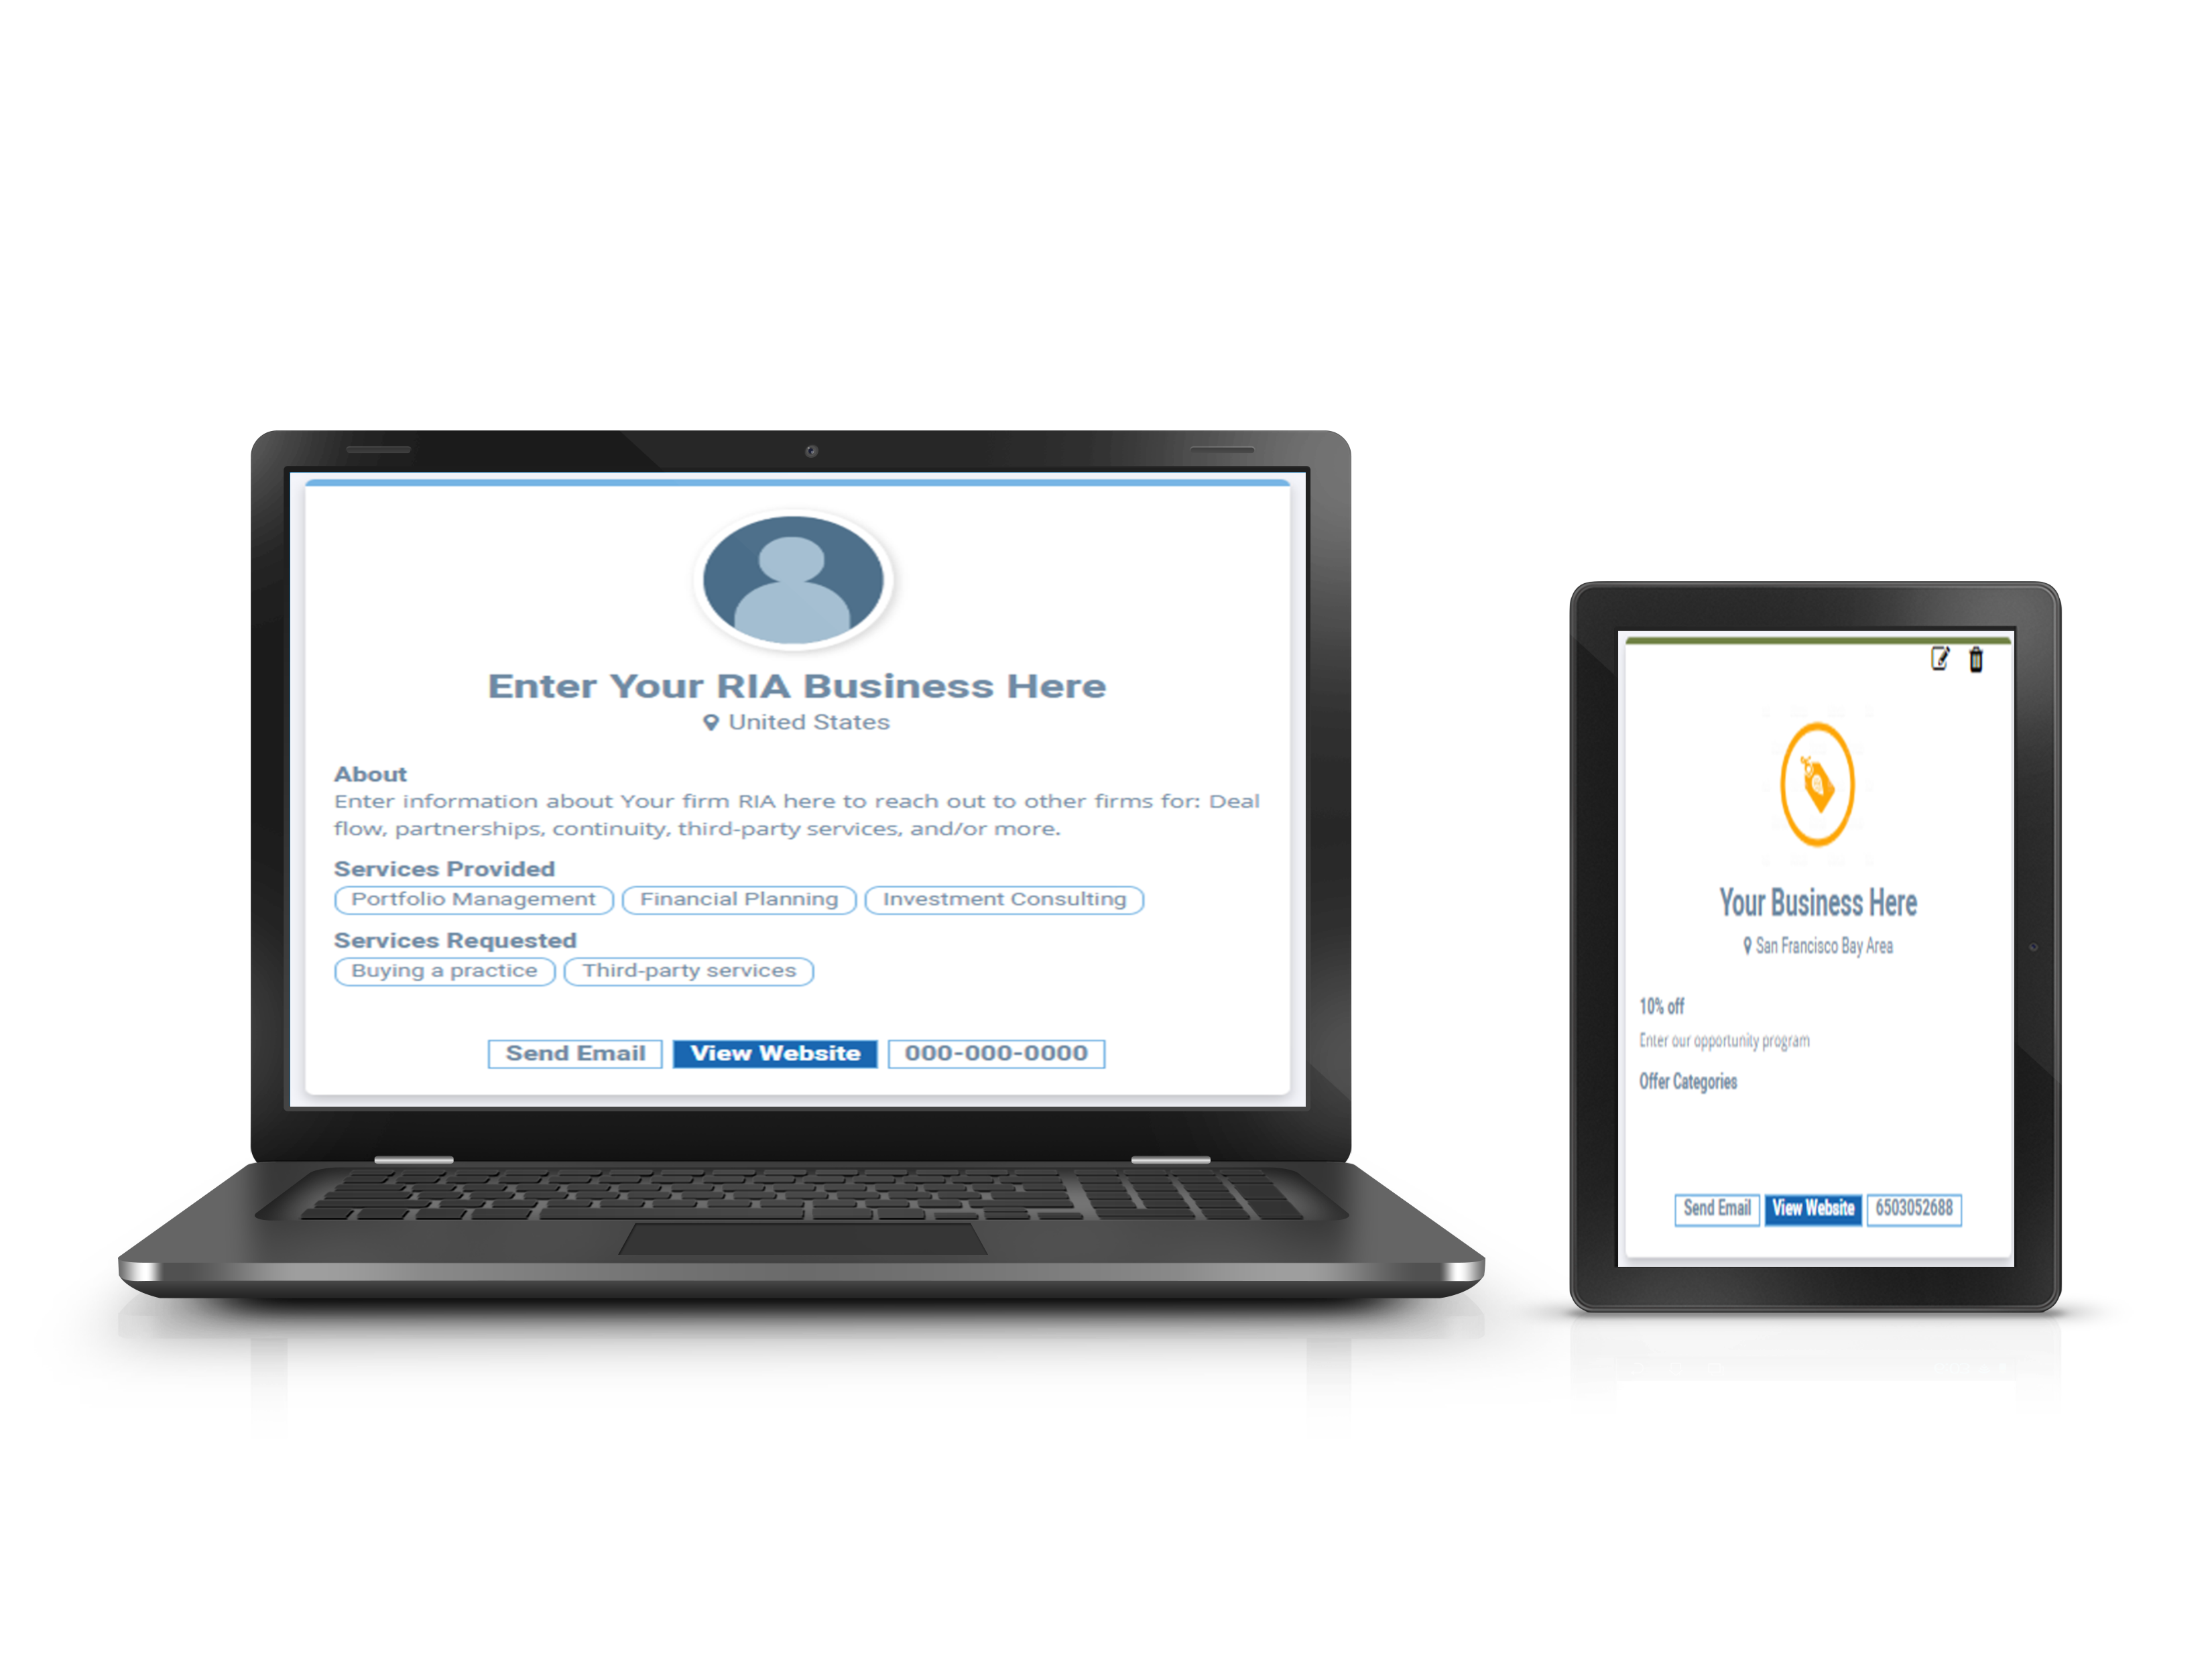 Enter Your RIA Business Here
United States
About
Enter information about Your firm RIA here to reach out to other firms for: Deal
flow, partnerships, continuity, third-party services, and/or more.
Services Provided
Portfolio Management Financial Planning Investment Consulting
Services Requested
Buying a practice Third-party services
Send Email View Website 000-000-0000
Your Business Here
San Francisco Bay Area
10% off
Enter our opportunity program
Offer Categories
Send Email View Website 6503052688